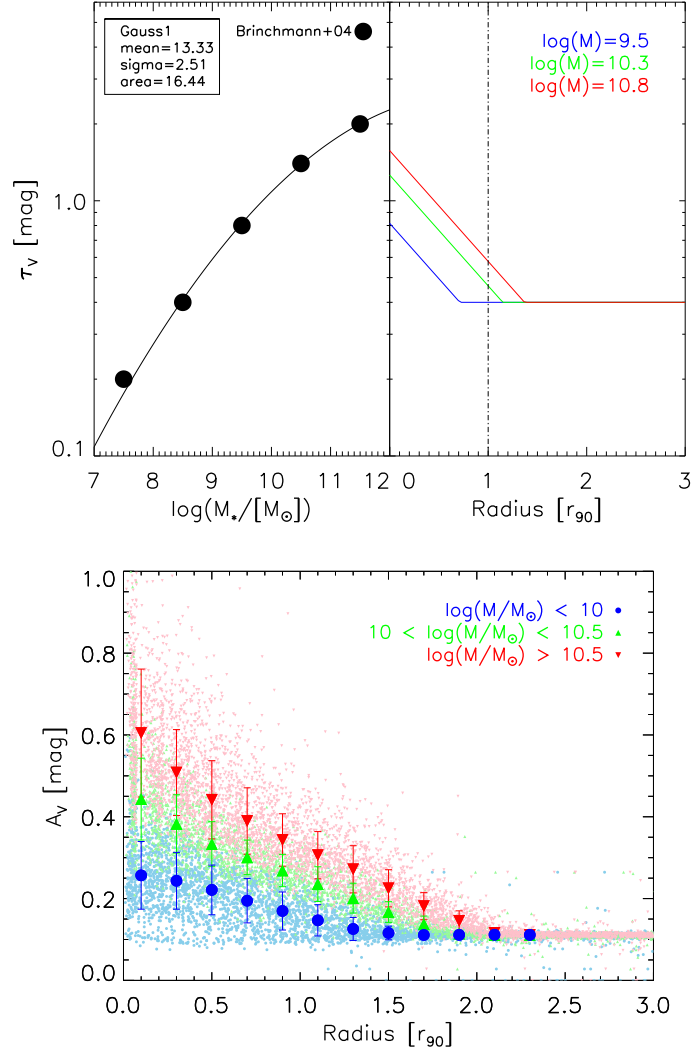 Gauss1
mean=13.33
sigma=2.51
area=16.44
Brinchmann+04
log(M)=9.5
log(M)=10.3
log(M)=10.8
τV [mag]
1.0
0.1
7 8 9 10 11 12
0 1 2 3
log(M*/[M⊙])
Radius [r90]
log(M/M⊙) < 10
10 < log(M/M⊙) < 10.5
log(M/M⊙) > 10.5
AV [mag]
1.0
0.8
0.6
0.4
0.2
0.0
0.0 0.5 1.0 1.5 2.0 2.5 3.0
Radius [r90]